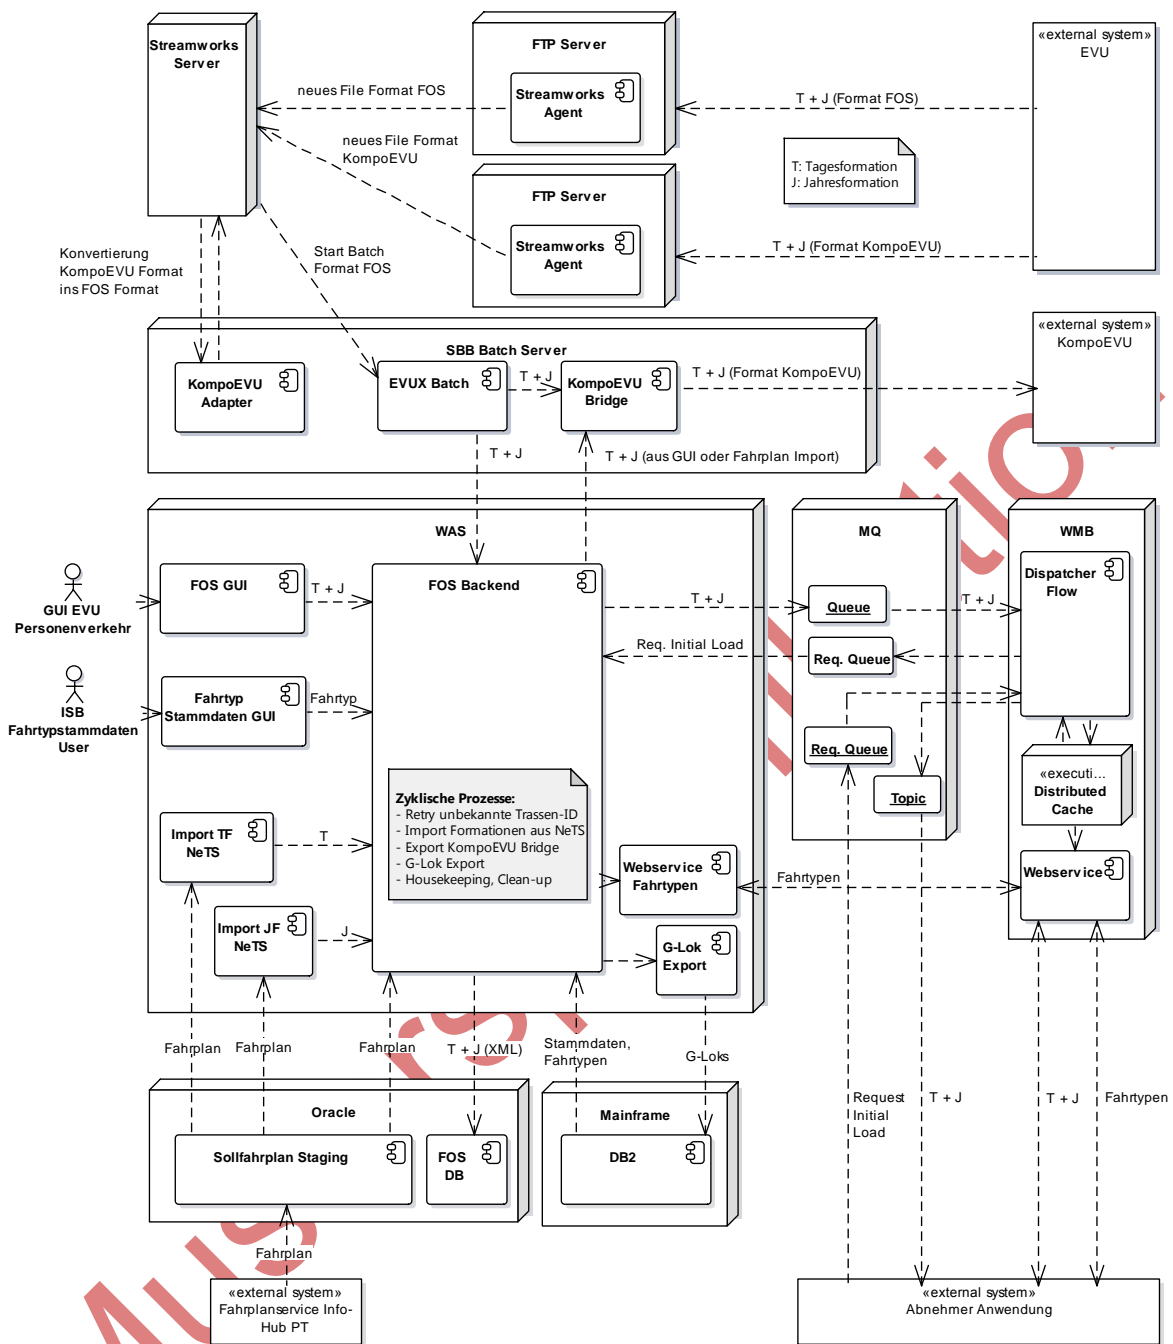 Streamworks
Server
FTP Server
Streamworks
Agent
«external system»
EVU
neues File Format FOS
T + J (Format FOS)
neues File Format
KompoEVU
T: Tagesformation
J: Jahresformation
FTP Server
Streamworks
Agent
T + J (Format KompoEVU)
Konvertierung
KompoEVU Format
ins FOS Format
Start Batch
Format FOS
SBB Batch Server
KompoEVU
Adapter
EVUX Batch
T + J
KompoEVU
Bridge
T + J (Format KompoEVU)
«external system»
KompoEVU
T + J
T + J (aus GUI oder Fahrplan Import)
WAS
MQ
WMB
GUI EVU
Personenverkehr
FOS GUI
T + J
FOS Backend
T + J
Queue
T + J
Dispatcher
Flow
Req. Initial Load
Req. Queue
ISB
Fahrtypstammdaten
User
Fahrtyp
Stammdaten GUI
Fahrtyp
Req. Queue
Topic
«executi...
Distributed
Cache
Zyklische Prozesse:
- Retry unbekannte Trassen-ID
- Import Formationen aus NeTS
- Export KompoEVU Bridge
- G-Lok Export
- Housekeeping, Clean-up
Import TF
NeTS
T
Webservice
Fahrtypen
Fahrtypen
Webservice
Import JF
NeTS
J
G-Lok
Export
Fahrplan
Fahrplan
Fahrplan
T + J (XML)
Stammdaten,
Fahrtypen
G-Loks
Oracle
Sollfahrplan Staging
FOS
DB
Mainframe
DB2
Request
Initial
Load
T + J
T + J
Fahrtypen
Fahrplan
«external system»
Fahrplanservice Info-
Hub PT
«external system»
Abnehmer Anwendung